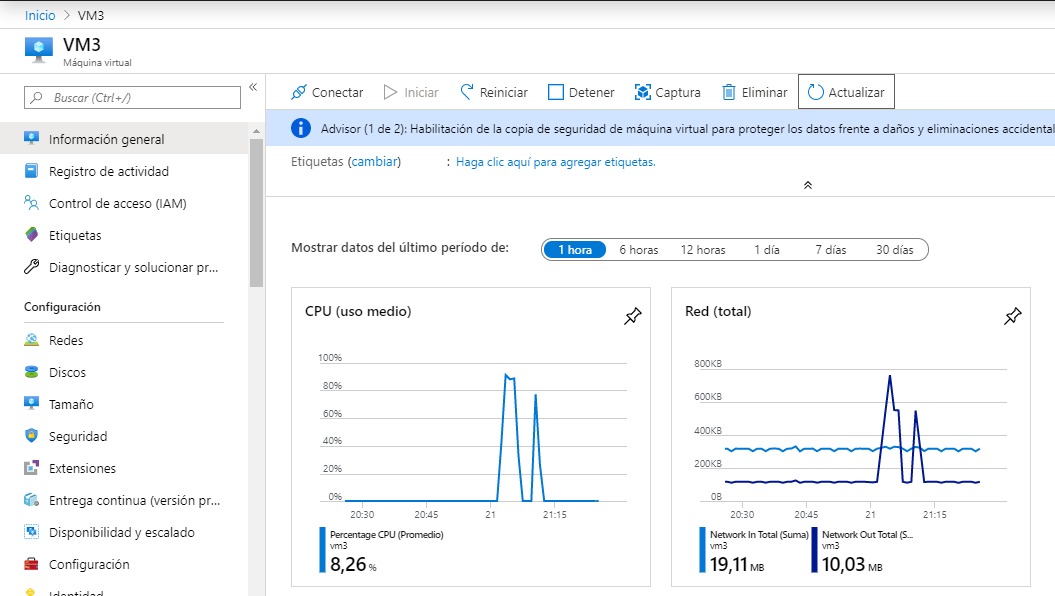 Inicio > VM3
VM3
Máquina virtual
Buscar (Ctrl+/)
«
Conectar
Iniciar
Reiniciar
Detener
Captura
Eliminar
Actualizar
Advisor (1 de 2): Habilitación de la copia de seguridad de máquina virtual para proteger los datos frente a daños y eliminaciones accidental
Etiquetas (cambiar) : Haga clic aquí para agregar etiquetas.
Información general
Registro de actividad
Control de acceso (IAM)
Etiquetas
Diagnosticar y solucionar pr...
Configuración
Redes
Discos
Tamaño
Seguridad
Extensiones
Entrega continua (versión pr...
Disponibilidad y escalado
Configuración
Identidad
Mostrar datos del último período de:
1 hora
6 horas
12 horas
1 día
7 días
30 días
CPU (uso medio)
100%
80%
60%
40%
20%
0%
20:30
20:45
21
21:15
Percentage CPU (Promedio)
vm3
8,26 %
Red (total)
800KB
600KB
400KB
200KB
0B
20:30
20:45
21
21:15
Network In Total (Suma)
vm3
19,11 MB
Network Out Total (S...
vm3
10,03 MB